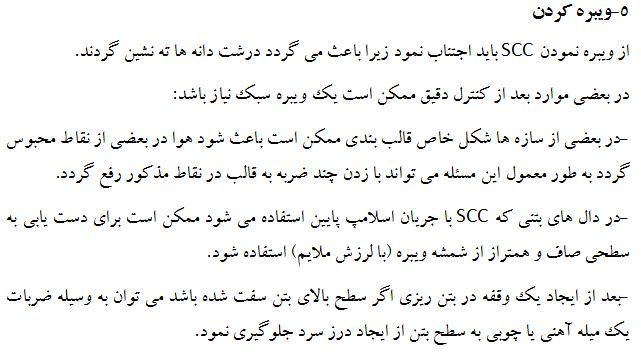 ۵-ویبره کردن
از ویبره نمودن SCC باید اجتناب نمود زیرا باعث می گردد درشت دانه ها ته نشین گردند.
در بعضی موارد بعد از کنترل دقیق ممکن است یک ویبره سبک نیاز باشد:
-در بعضی از سازه ها شکل خاص قالب بندی ممکن است باعث شود هوا در بعضی از نقاط محبوس
گردد به طور معمول این مسئله می تواند با زدن چند ضربه به قالب در نقاط مذکور رفع گردد.
-در دال های بتنی که SCC با جریان اسلامپ پایین استفاده می شود ممکن است برای دست یابی به
سطحی صاف و همتراز از شمشه ویبره (با لرزش ملایم) استفاده شود.
-بعد از ایجاد یک وقفه در بتن ریزی اگر سطح بالای بتن سفت شده باشد می توان به وسیله ضربات
یک میله آهنی یا چوبی به سطح بتن از ایجاد درز سرد جلوگیری نمود.